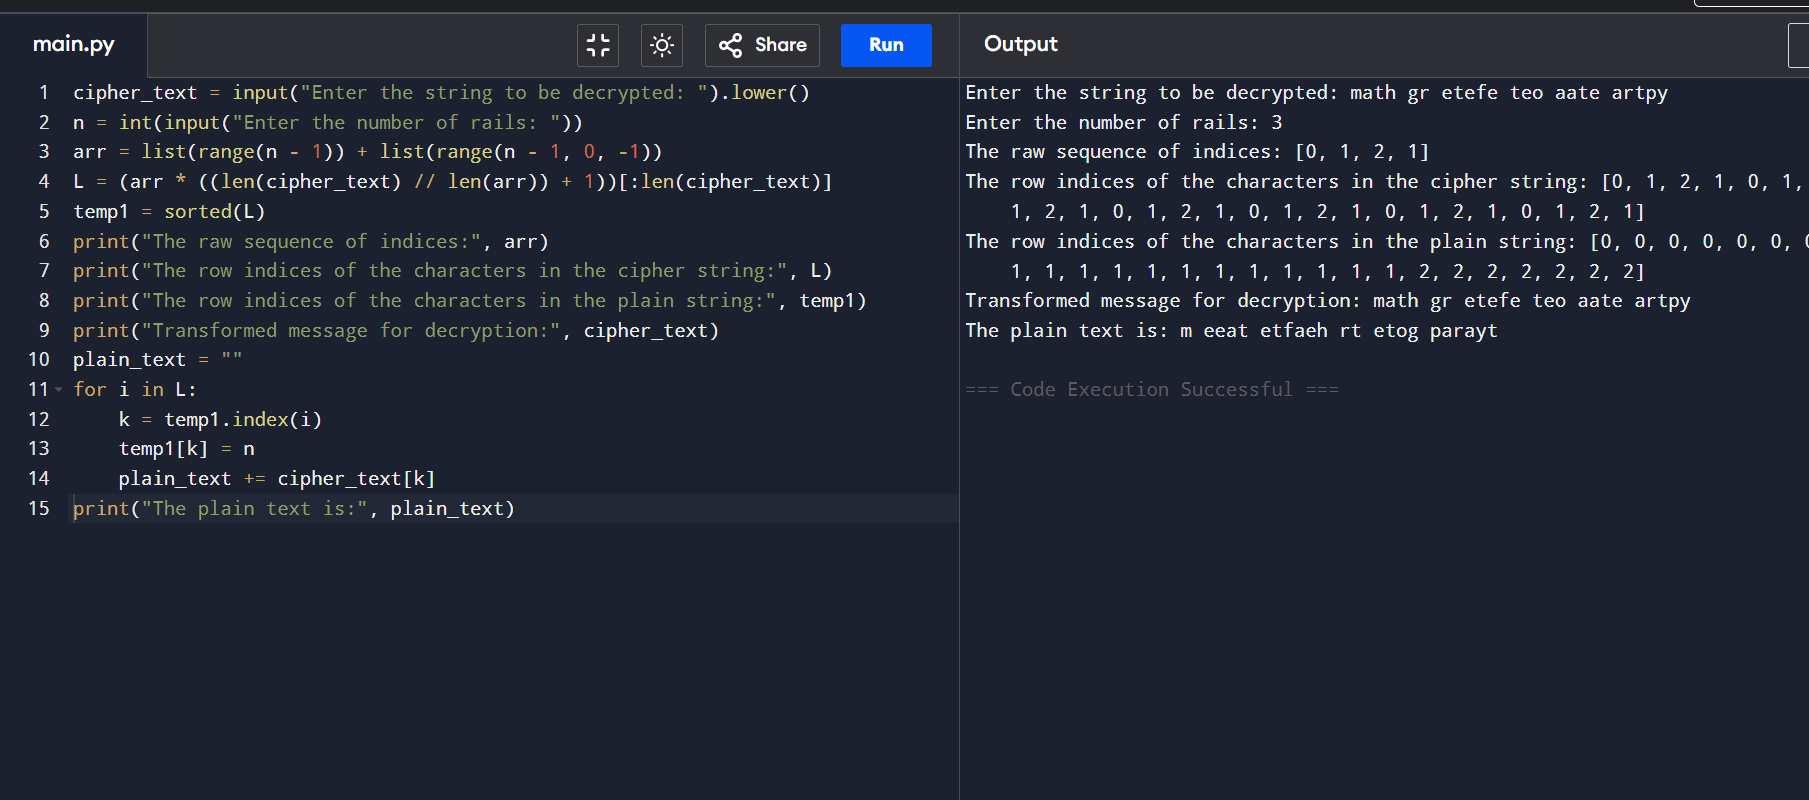 main.py
Share
Run
Output
1 cipher_text = input("Enter the string to be decrypted: ").lower()
2 n = int(input("Enter the number of rails: "))
3 arr = list(range(n - 1)) + list(range(n - 1, 0, -1))
4 L = (arr * ((len(cipher_text) // len(arr)) + 1))[:len(cipher_text)]
5 temp1 = sorted(L)
6 print("The raw sequence of indices:", arr)
7 print("The row indices of the characters in the cipher string:", L)
8 print("The row indices of the characters in the plain string:", temp1)
9 print("Transformed message for decryption:", cipher_text)
10 plain_text = ""
11 for i in L:
12     k = temp1.index(i)
13     temp1[k] = n
14     plain_text += cipher_text[k]
15 print("The plain text is:", plain_text)
Enter the string to be decrypted: math gr etefe teo aate artpy
Enter the number of rails: 3
The raw sequence of indices: [0, 1, 2, 1]
The row indices of the characters in the cipher string: [0, 1, 2, 1, 0, 1,
    1, 2, 1, 0, 1, 2, 1, 0, 1, 2, 1, 0, 1, 2, 1, 0, 1, 2, 1]
The row indices of the characters in the plain string: [0, 0, 0, 0, 0, 0,
    1, 1, 1, 1, 1, 1, 1, 1, 1, 1, 1, 1, 2, 2, 2, 2, 2, 2, 2]
Transformed message for decryption: math gr etefe teo aate artpy
The plain text is: m eeat etfaeh rt etog parayt
=== Code Execution Successful ===